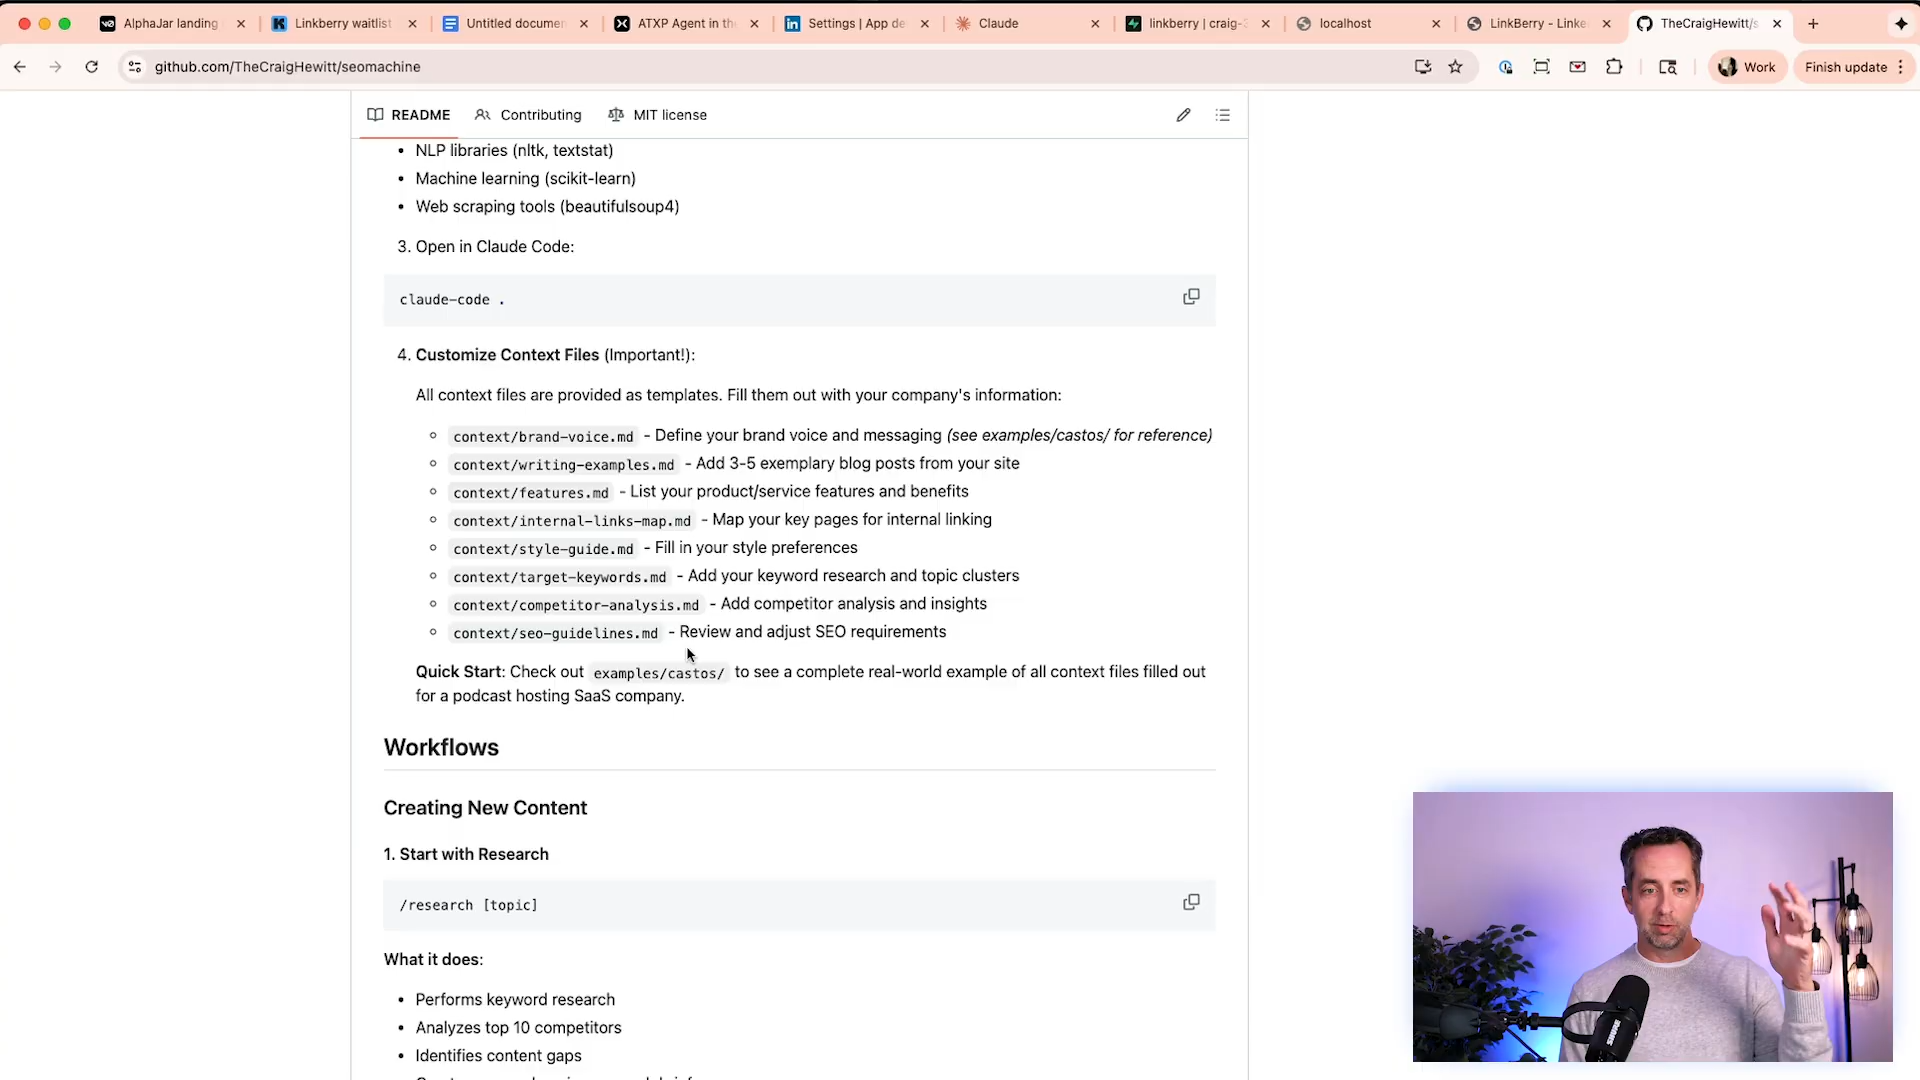 AlphaJar landing
Linkberry waitlist
Untitled documen
ATXP Agent in th
Settings | App de
Claude
linkberry | craig-
localhost
LinkBerry - Linke
TheCraigHewitt/s
github.com/TheCraigHewitt/seomachine
Work
Finish update
README
Contributing
MIT license
• NLP libraries (nltk, textstat)
• Machine learning (scikit-learn)
• Web scraping tools (beautifulsoup4)
3. Open in Claude Code:
claude-code .
4. Customize Context Files (Important!):
All context files are provided as templates. Fill them out with your company's information:
context/brand-voice.md - Define your brand voice and messaging (see examples/castos/ for reference)
context/writing-examples.md - Add 3-5 exemplary blog posts from your site
context/features.md - List your product/service features and benefits
context/internal-links-map.md - Map your key pages for internal linking
context/style-guide.md - Fill in your style preferences
context/target-keywords.md - Add your keyword research and topic clusters
context/competitor-analysis.md - Add competitor analysis and insights
context/seo-guidelines.md - Review and adjust SEO requirements
Quick Start: Check out examples/castos/ to see a complete real-world example of all context files filled out
for a podcast hosting SaaS company.
Workflows
Creating New Content
1. Start with Research
/research [topic]
What it does:
• Performs keyword research
• Analyzes top 10 competitors
• Identifies content gaps